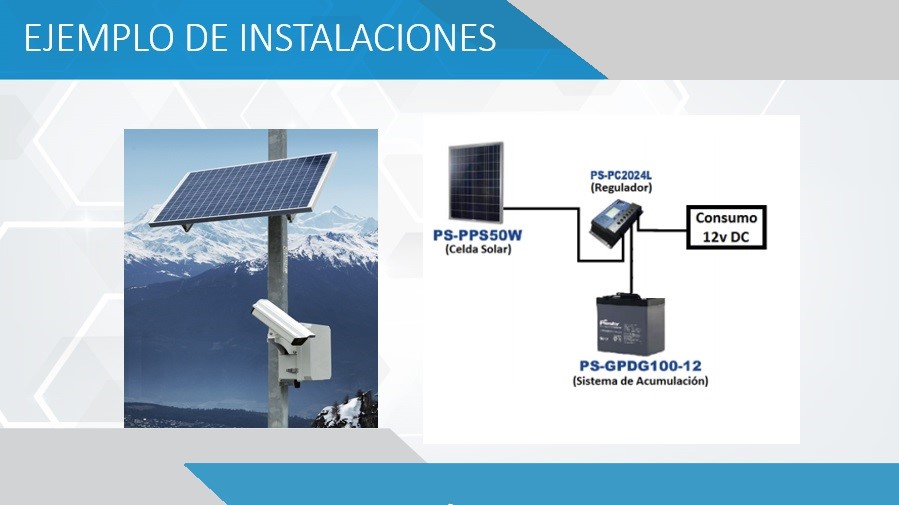 EJEMPLO DE INSTALACIONES
PS-PC2024L
(Regulador)
Consumo
12v DC
PS-PPS50W
(Celda Solar)
PS-GPDG100-12
(Sistema de Acumulación)